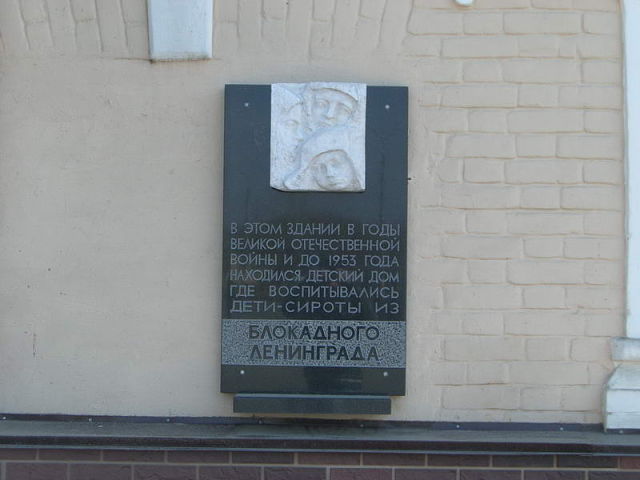 В ЭТОМ ЗДАНИИ В ГОДЫ
ВЕЛИКОЙ ОТЕЧЕСТВЕННОЙ
ВОЙНЫ И ДО 1953 ГОДА
НАХОДИЛСЯ ДЕТСКИЙ ДОМ
ГДЕ ВОСПИТЫВАЛИСЬ
ДЕТИ-СИРОТЫ ИЗ
БЛОКАДНОГО
ЛЕНИНГРАДА